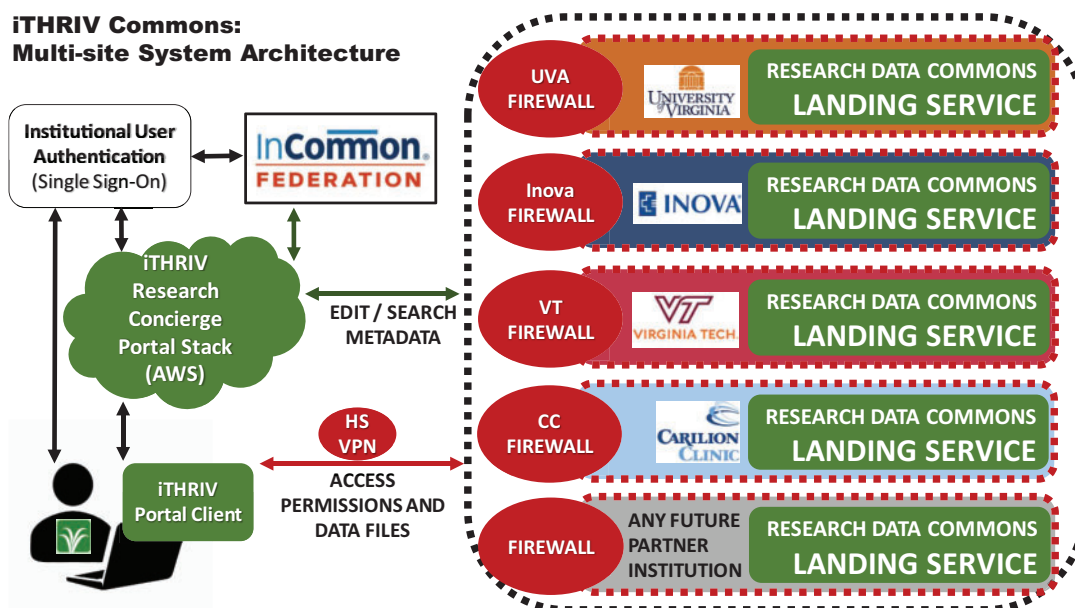 iTHRIV Commons:
Multi-site System Architecture
Institutional User
Authentication
(Single Sign-On)
InCommon®
FEDERATION
iTHRIV
Research
Concierge
Portal Stack
(AWS)
EDIT / SEARCH
METADATA
HS
VPN
ACCESS
PERMISSIONS AND
DATA FILES
iTHRIV
Portal Client
UVA
FIREWALL
UNIVERSITY
of VIRGINIA
RESEARCH DATA COMMONS
LANDING SERVICE
Inova
FIREWALL
INOVA®
RESEARCH DATA COMMONS
LANDING SERVICE
VT
FIREWALL
VT
VIRGINIA TECH.
RESEARCH DATA COMMONS
LANDING SERVICE
CC
FIREWALL
CARILION
CLINIC
RESEARCH DATA COMMONS
LANDING SERVICE
FIREWALL
ANY FUTURE
PARTNER
INSTITUTION
RESEARCH DATA COMMONS
LANDING SERVICE